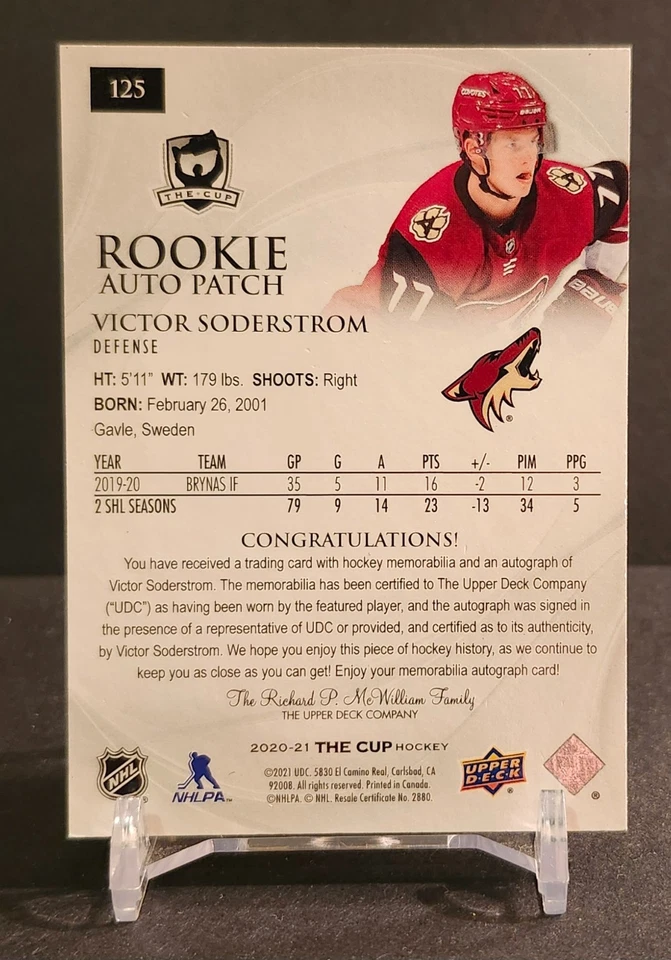 125
COYOTES
77
BAUER
77
77
BAUER
THE CUP
ROOKIE
AUTO PATCH
VICTOR SODERSTROM
DEFENSE
HT: 5'11" WT: 179 lbs. SHOOTS: Right
BORN: February 26, 2001
Gavle, Sweden
YEAR TEAM GP G A PTS +/- PIM PPG
2019-20 BRYNAS IF 35 5 11 16 -2 12 3
2 SHL SEASONS 79 9 14 23 -13 34 5
CONGRATULATIONS!
You have received a trading card with hockey memorabilia and an autograph of
Victor Soderstrom. The memorabilia has been certified to The Upper Deck Company
("UDC") as having been worn by the featured player, and the autograph was signed in
the presence of a representative of UDC or provided, and certified as to its authenticity,
by Victor Soderstrom. We hope you enjoy this piece of hockey history, as we continue to
keep you as close as you can get! Enjoy your memorabilia autograph card!
The Richard P. McWilliam Family
THE UPPER DECK COMPANY
2020-21 THE CUP HOCKEY
©2021 UDC. 5830 El Camino Real, Carlsbad, CA
92008. All rights reserved. Printed in Canada.
©NHLPA. © NHL. Resale Certificate No. 2880.
NHL ®
NHLPA™
UPPER
DECK ®
®